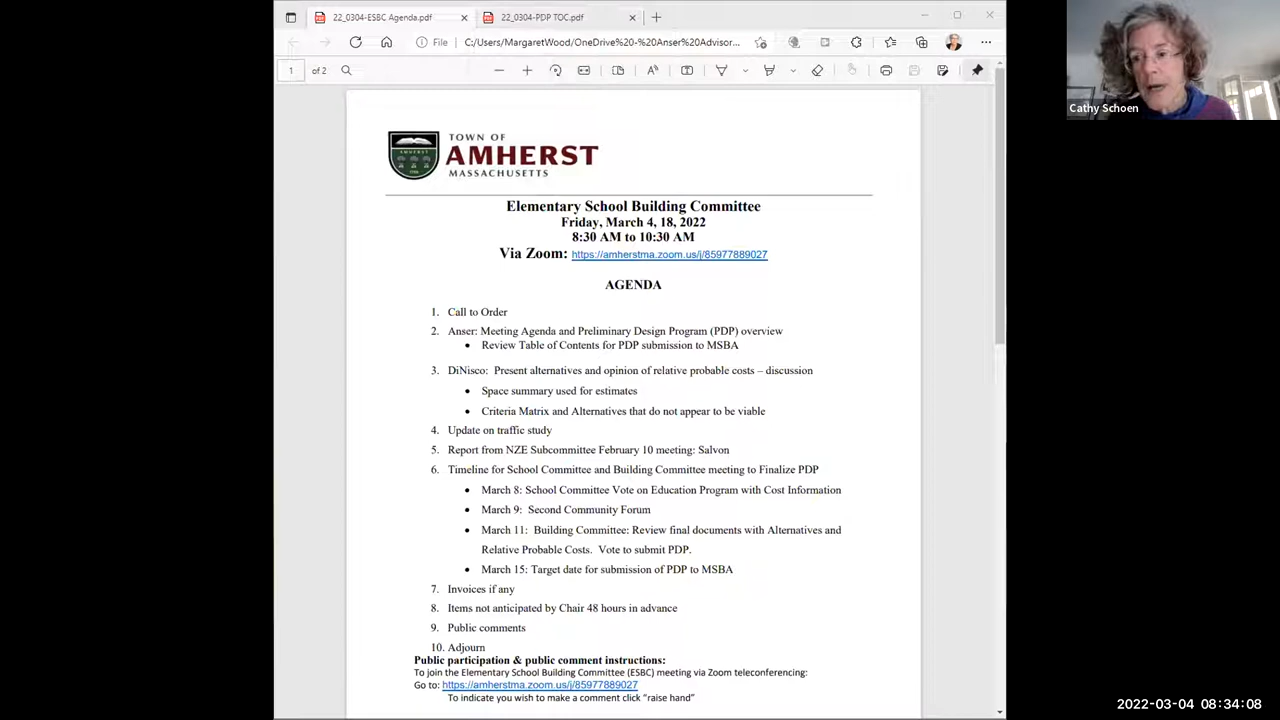 22_0304-ESBC Agenda.pdf
22_0304-PDP TOC.pdf
File
C:/Users/MargaretWood/OneDrive%20-%20Anser%20Advisor...
1 of 2
TOWN OF
AMHERST
MASSACHUSETTS
Elementary School Building Committee
Friday, March 4, 18, 2022
8:30 AM to 10:30 AM
Via Zoom: https://amherstma.zoom.us/j/85977889027
AGENDA
1. Call to Order
2. Anser: Meeting Agenda and Preliminary Design Program (PDP) overview
• Review Table of Contents for PDP submission to MSBA
3. DiNisco: Present alternatives and opinion of relative probable costs – discussion
• Space summary used for estimates
• Criteria Matrix and Alternatives that do not appear to be viable
4. Update on traffic study
5. Report from NZE Subcommittee February 10 meeting: Salvon
6. Timeline for School Committee and Building Committee meeting to Finalize PDP
• March 8: School Committee Vote on Education Program with Cost Information
• March 9: Second Community Forum
• March 11: Building Committee: Review final documents with Alternatives and
Relative Probable Costs. Vote to submit PDP.
• March 15: Target date for submission of PDP to MSBA
7. Invoices if any
8. Items not anticipated by Chair 48 hours in advance
9. Public comments
10. Adjourn
Public participation & public comment instructions:
To join the Elementary School Building Committee (ESBC) meeting via Zoom teleconferencing:
Go to: https://amherstma.zoom.us/j/85977889027
To indicate you wish to make a comment click “raise hand”
Cathy Schoen
2022-03-04 08:34:08